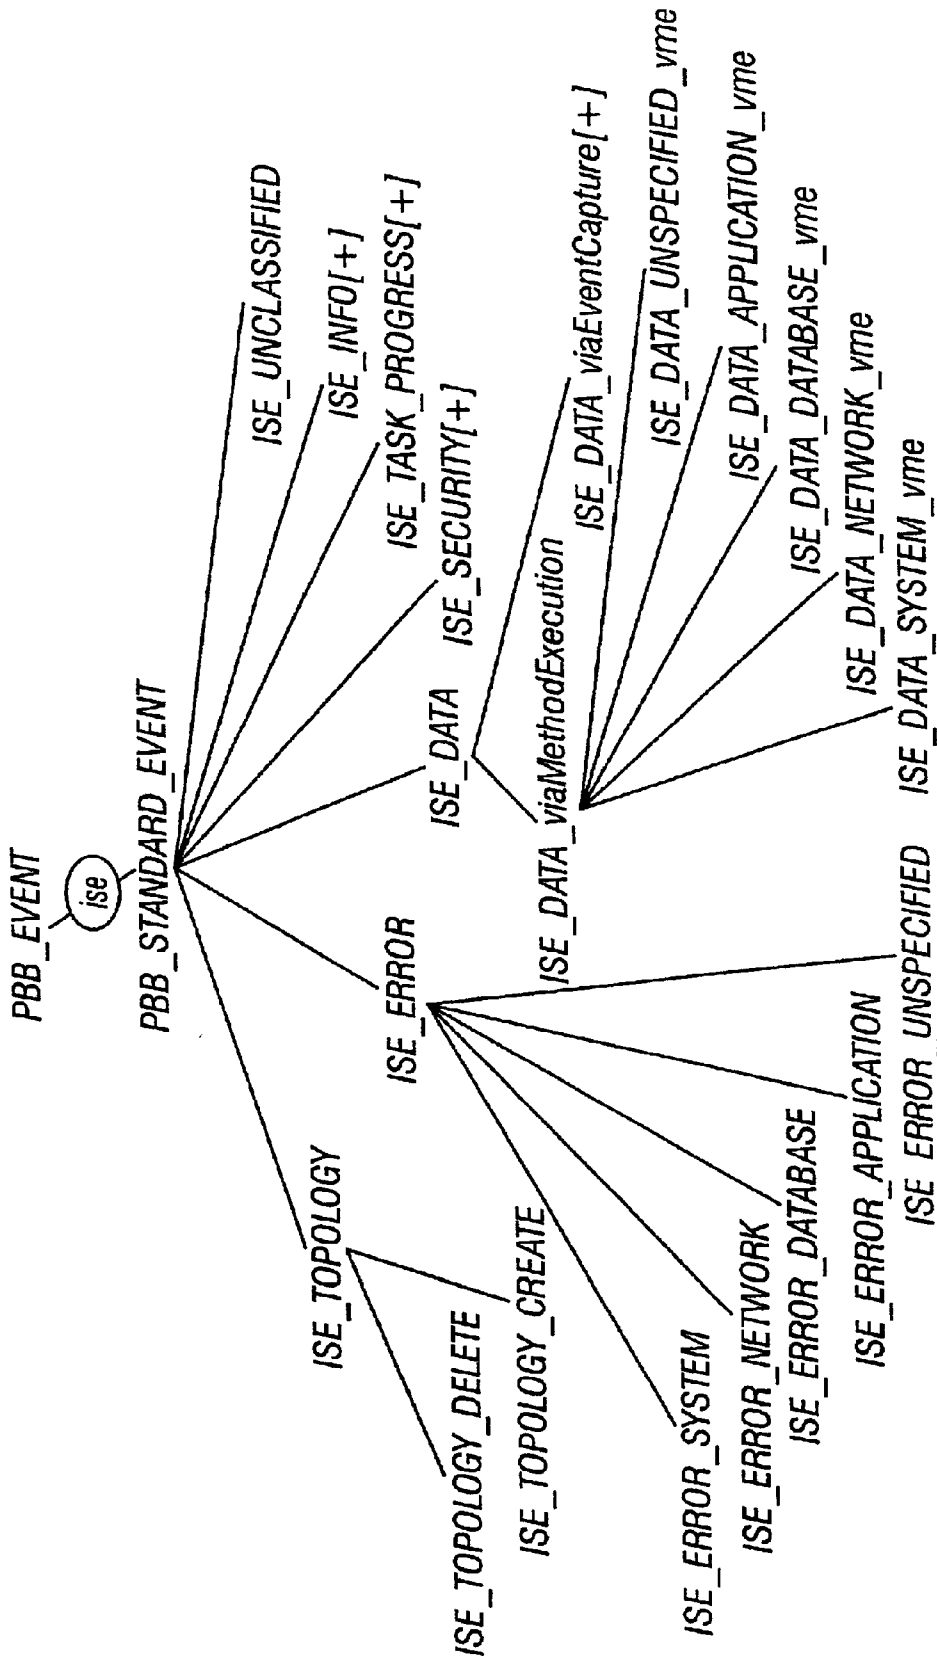 PBB_EVENT
ise
PBB_STANDARD_EVENT
ISE_TOPOLOGY
ISE_ERROR
ISE_DATA
ISE_SECURITY[+]
ISE_TASK_PROGRESS[+]
ISE_INFO[+]
ISE_UNCLASSIFIED
ISE_TOPOLOGY_DELETE
ISE_TOPOLOGY_CREATE
ISE_ERROR_SYSTEM
ISE_ERROR_NETWORK
ISE_ERROR_DATABASE
ISE_ERROR_APPLICATION
ISE_ERROR_UNSPECIFIED
ISE_DATA_viaMethodExecution
ISE_DATA_viaEventCapture[+]
ISE_DATA_SYSTEM_vme
ISE_DATA_NETWORK_vme
ISE_DATA_DATABASE_vme
ISE_DATA_APPLICATION_vme
ISE_DATA_UNSPECIFIED_vme